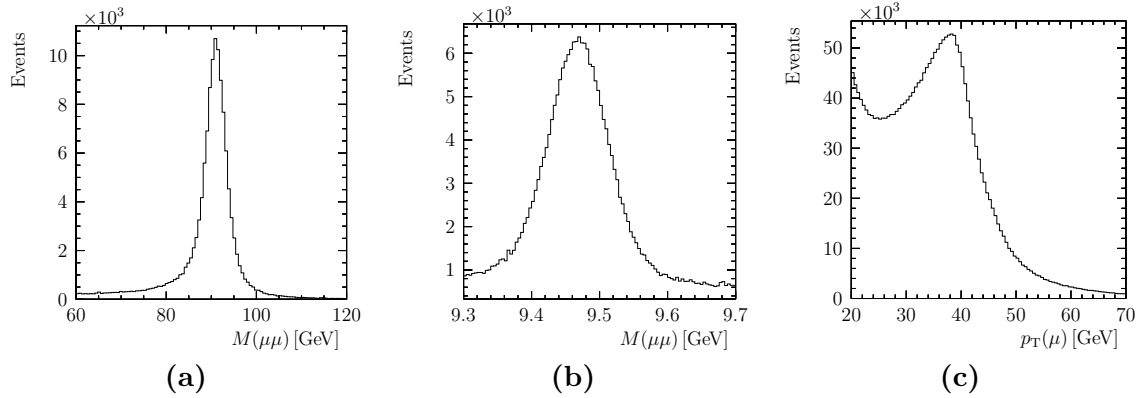 ×10³
Events
10
8
6
4
2
0
60 80 100 120
M(μμ) [GeV]
(a)
×10³
Events
6
5
4
3
2
1
9.3 9.4 9.5 9.6 9.7
M(μμ) [GeV]
(b)
×10³
Events
50
40
30
20
10
0
20 30 40 50 60 70
p_T(μ) [GeV]
(c)